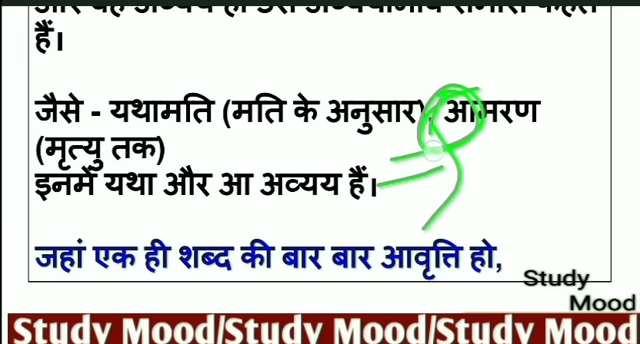 हैं।
जैसे - यथामति (मति के अनुसार), आमरण
(मृत्यु तक)
इनमें यथा और आ अव्यय हैं।
जहां एक ही शब्द की बार बार आवृत्ति हो,
Study
Mood
Study Mood/Study Mood/Study Mood